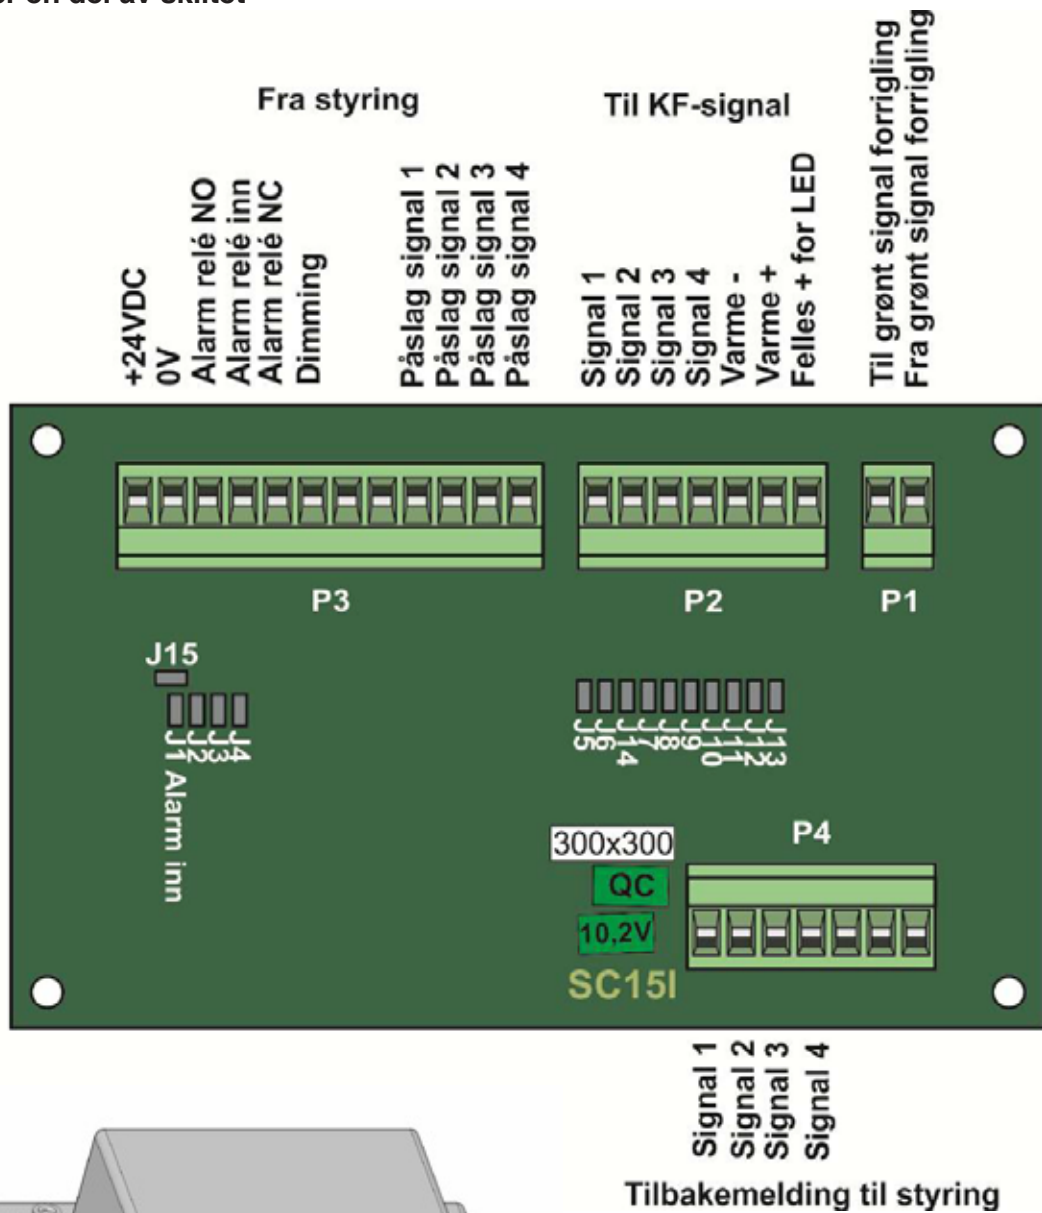 Fra styring
Til KF-signal
+24VDC
0V
Alarm relé NO
Alarm relé inn
Alarm relé NC
Dimming
Påslag signal 1
Påslag signal 2
Påslag signal 3
Påslag signal 4
Signal 1
Signal 2
Signal 3
Signal 4
Varme -
Varme +
Felles + for LED
Til grønt signal forrigling
Fra grønt signal forrigling
P3
P2
P1
J15
J1 Alarm inn
J2
J3
J4
J5
J6
J14
J7
J8
J9
J10
J11
J12
J13
300x300
QC
10,2V
SC15I
P4
Signal 1
Signal 2
Signal 3
Signal 4
Tilbakemelding til styring